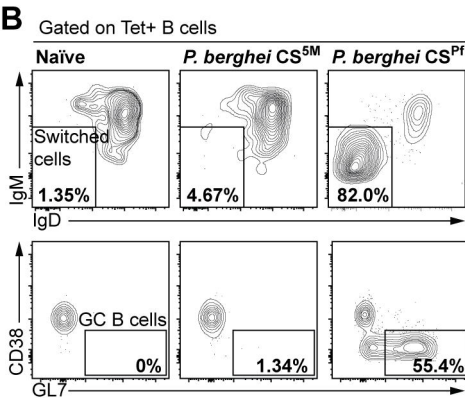 B
Gated on Tet+ B cells
Naïve
P. berghei CS5M
P. berghei CSPf
IgM
Switched
cells
1.35%
4.67%
82.0%
IgD
CD38
GC B cells
0%
1.34%
55.4%
GL7